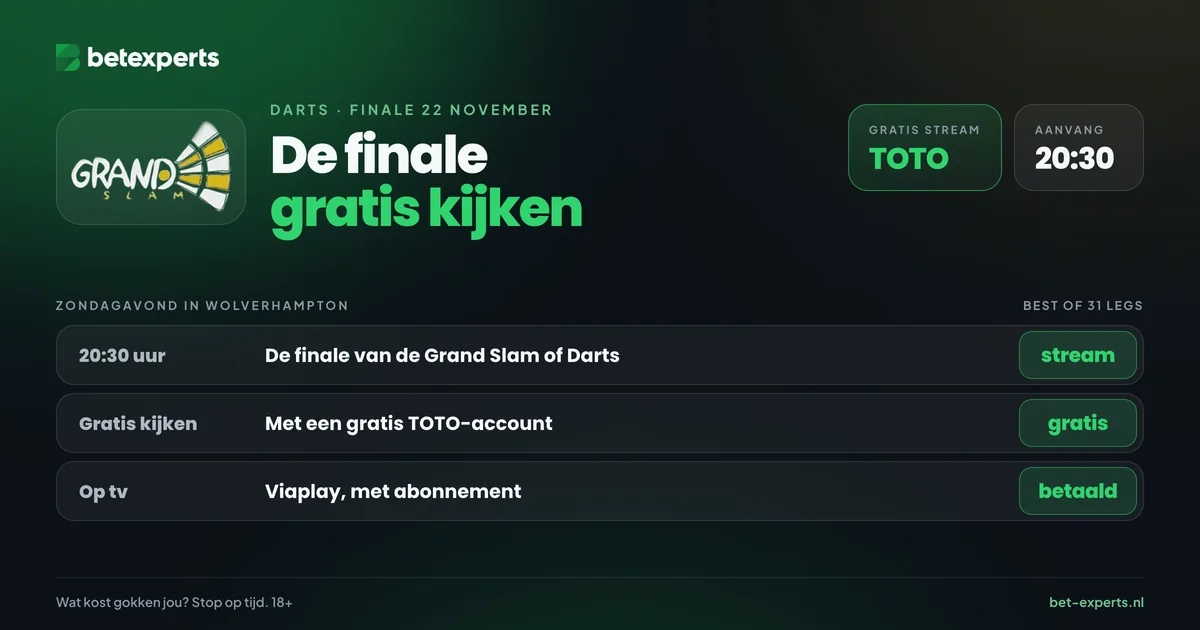 betexperts
GRAND
SLAM
DARTS · FINALE 22 NOVEMBER
De finale
gratis kijken
GRATIS STREAM
TOTO
AANVANG
20:30
ZONDAGAVOND IN WOLVERHAMPTON
BEST OF 31 LEGS
20:30 uur
De finale van de Grand Slam of Darts
stream
Gratis kijken
Met een gratis TOTO-account
gratis
Op tv
Viaplay, met abonnement
betaald
Wat kost gokken jou? Stop op tijd. 18+
bet-experts.nl